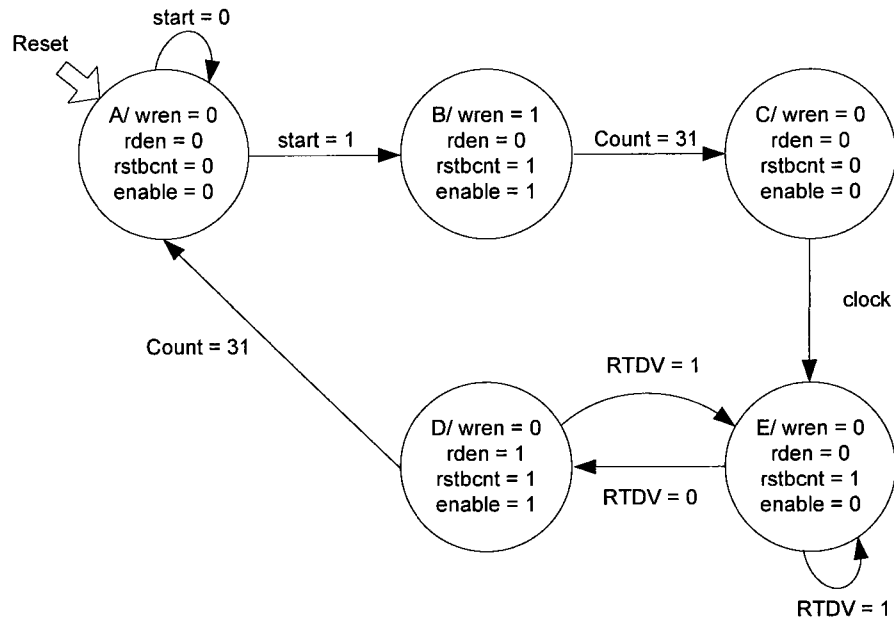 start = 0
Reset
A/ wren = 0
rden = 0
rstbcnt = 0
enable = 0
start = 1
B/ wren = 1
rden = 0
rstbcnt = 1
enable = 1
Count = 31
C/ wren = 0
rden = 0
rstbcnt = 0
enable = 0
clock
Count = 31
RTDV = 1
D/ wren = 0
rden = 1
rstbcnt = 1
enable = 1
RTDV = 0
E/ wren = 0
rden = 0
rstbcnt = 1
enable = 0
RTDV = 1